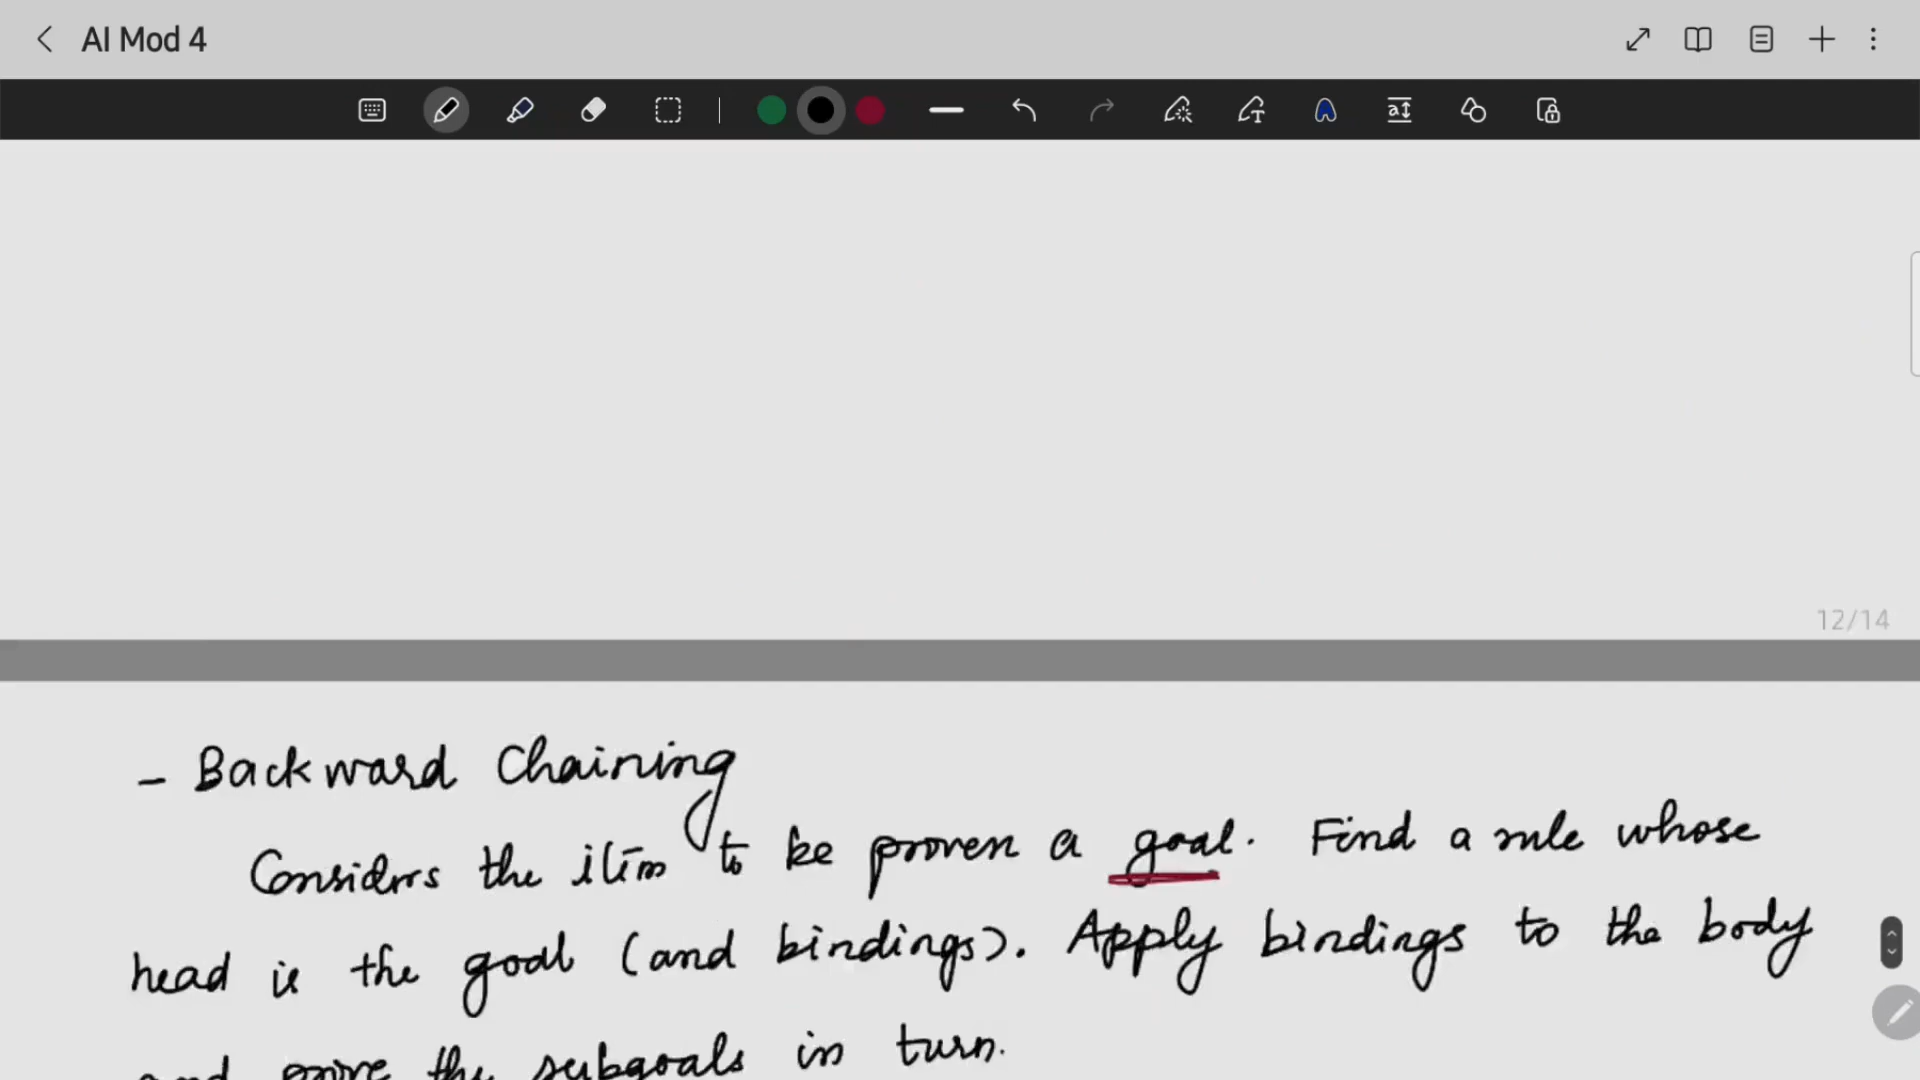 AI Mod 4
12/14
- Backward Chaining
Considers the item to be proven a goal. Find a rule whose
head is the goal (and bindings). Apply bindings to the body
and prove the subgoals in turn.